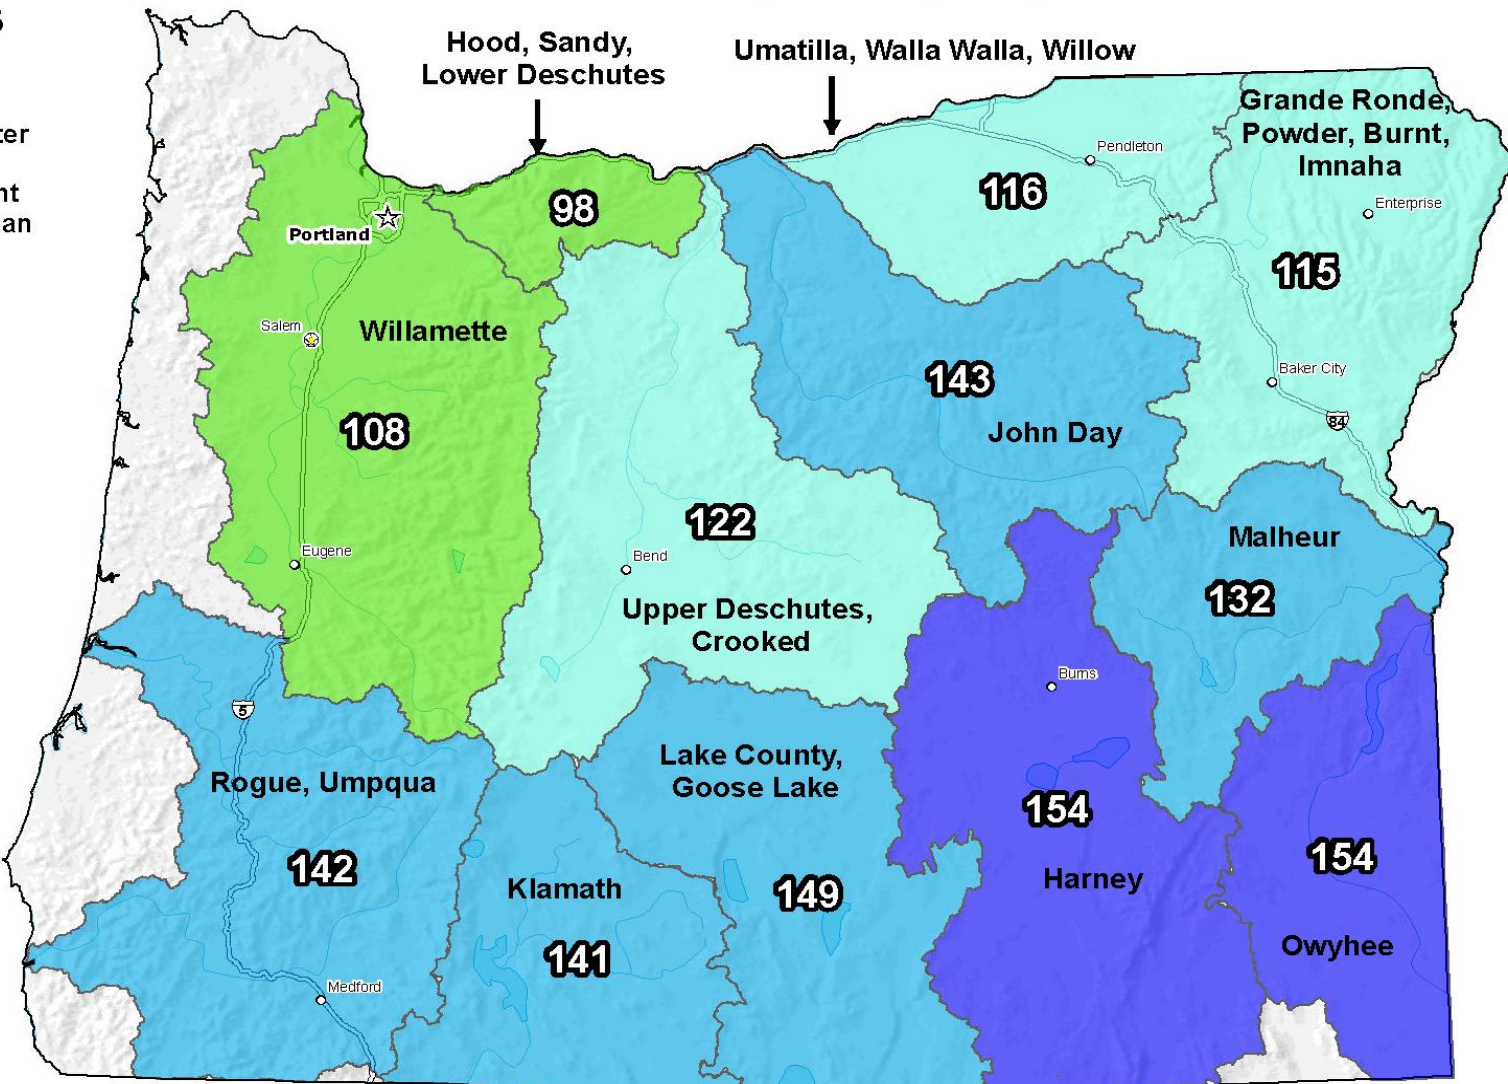 Hood, Sandy,
Lower Deschutes
Umatilla, Walla Walla, Willow
Grande Ronde,
Powder, Burnt,
Imnaha
Pendleton
Enterprise
116
98
115
Portland
Salem
Willamette
143
John Day
Baker City
84
108
122
Malheur
132
Eugene
Bend
Upper Deschutes,
Crooked
Burns
5
Rogue, Umpqua
Lake County,
Goose Lake
154
Harney
142
Klamath
149
154
Owyhee
141
Medford